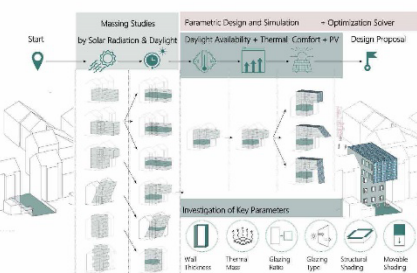 Massing Studies
Parametric Design and Simulation
+ Optimization Solver
Start
by Solar Radiation & Daylight
Daylight Availability + Thermal Comfort + PV
Design Proposal
Investigation of Key Parameters
Wall
Thickness
Thermal
Mass
Glazing
Ratio
Glazing
Type
Structural
Shading
Movable
Shading